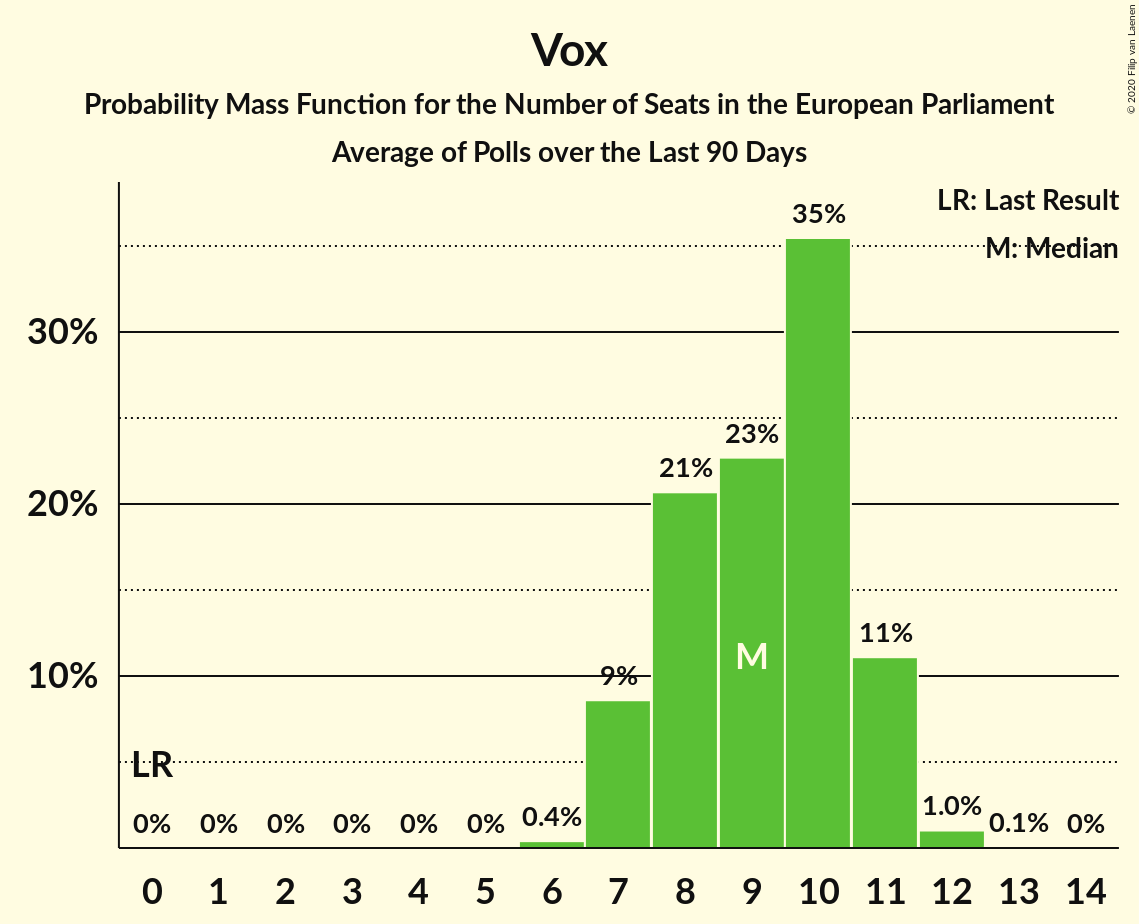 Vox
Probability Mass Function for the Number of Seats in the European Parliament
Average of Polls over the Last 90 Days
© 2020 Filip van Laenen
LR: Last Result
M: Median
35%
30%
23%
21%
20%
11%
M
10%
9%
LR
0% 0% 0% 0% 0% 0% 0.4% 1.0% 0.1% 0%
0 1 2 3 4 5 6 7 8 9 10 11 12 13 14